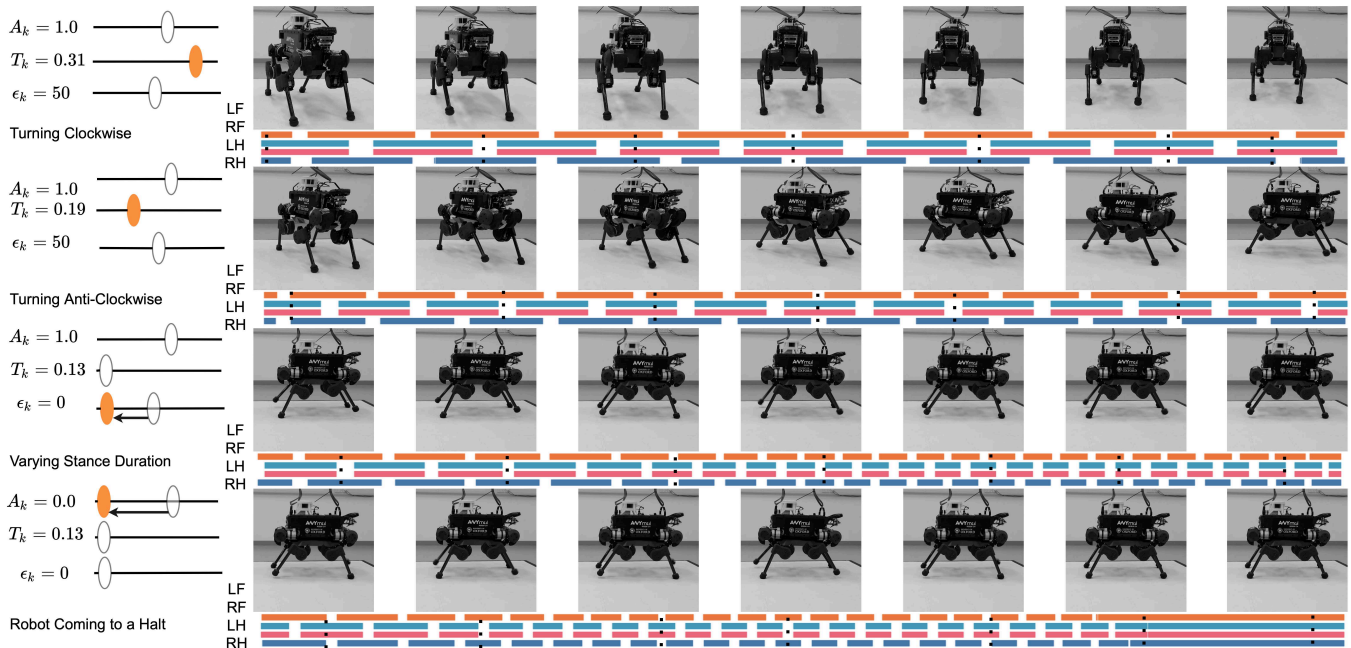 A_k = 1.0
T_k = 0.31
ϵ_k = 50
LF
RF
Turning Clockwise
LH
RH
A_k = 1.0
T_k = 0.19
ϵ_k = 50
LF
RF
Turning Anti-Clockwise
LH
RH
A_k = 1.0
T_k = 0.13
ϵ_k = 0
LF
RF
Varying Stance Duration
LH
RH
A_k = 0.0
T_k = 0.13
ϵ_k = 0
LF
RF
Robot Coming to a Halt
LH
RH